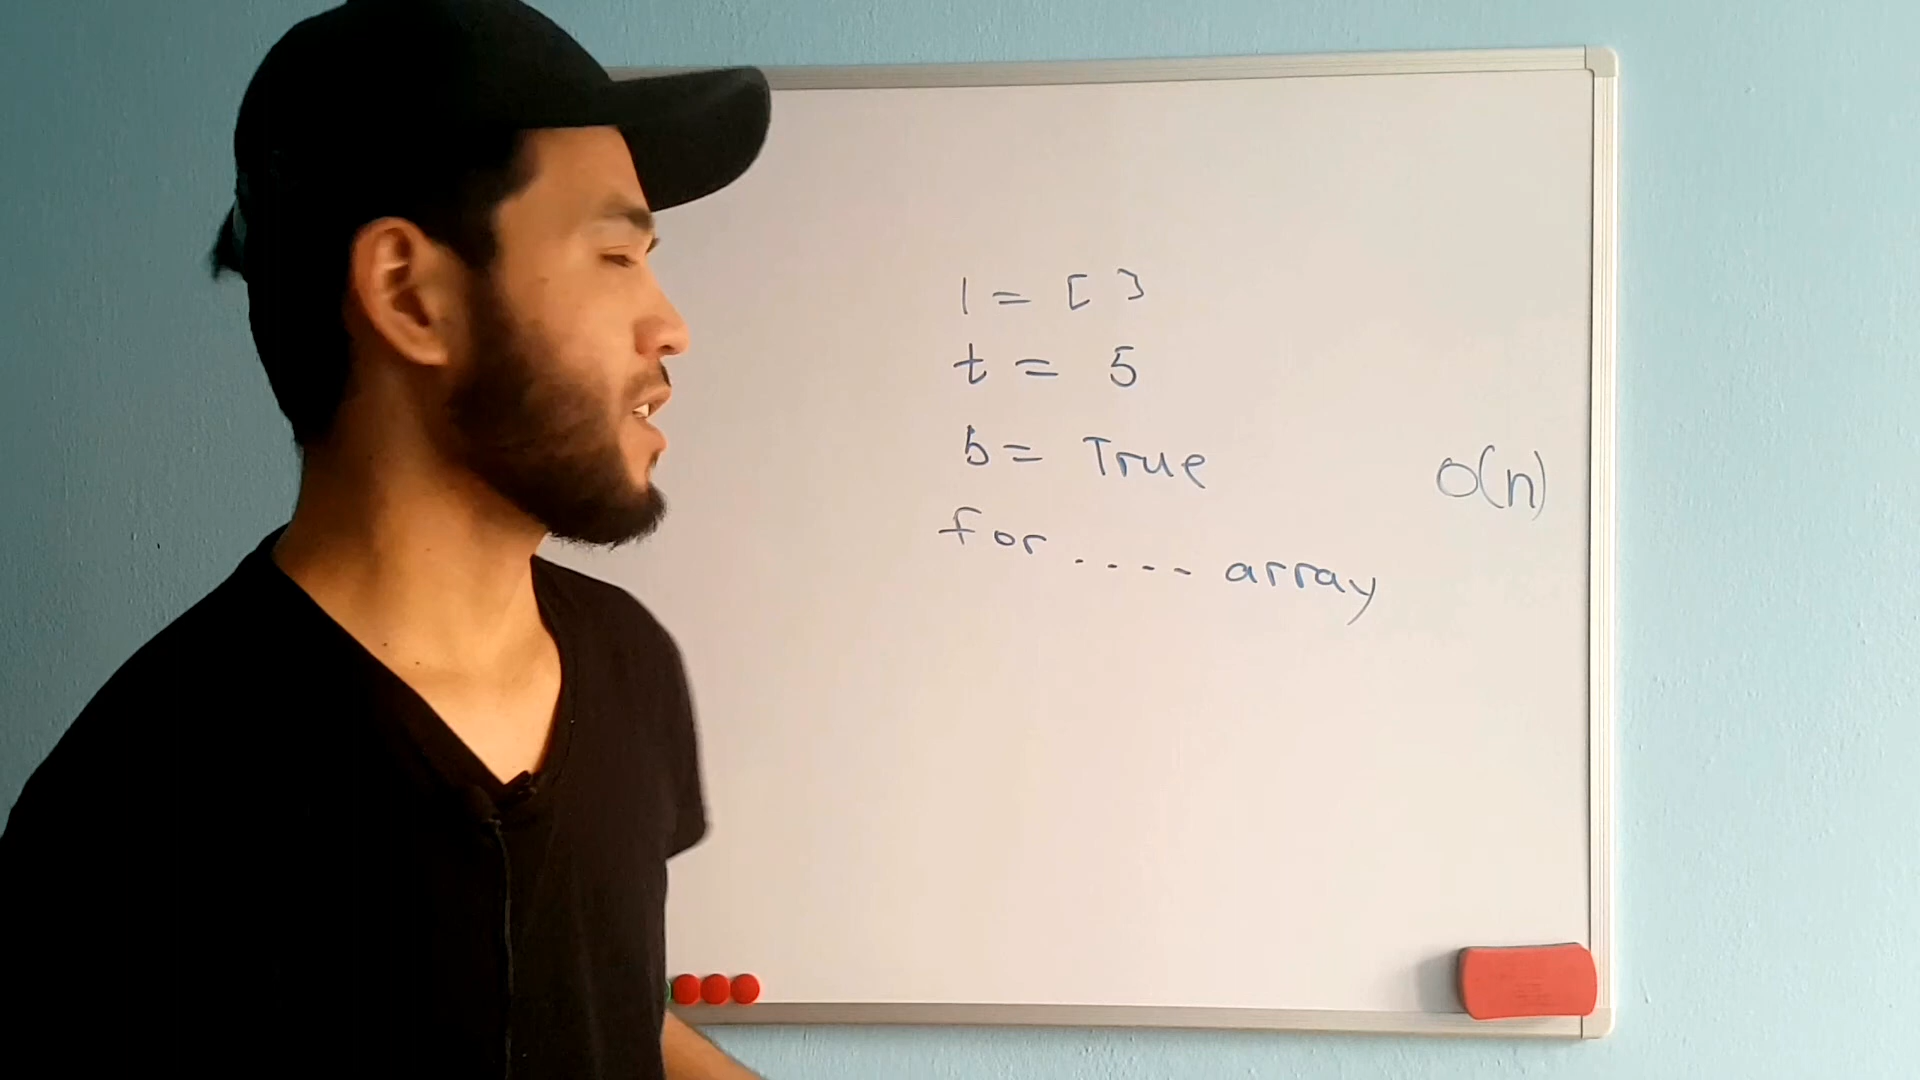 l = [ ]
t = 5
b = True
for .... array
O(n)